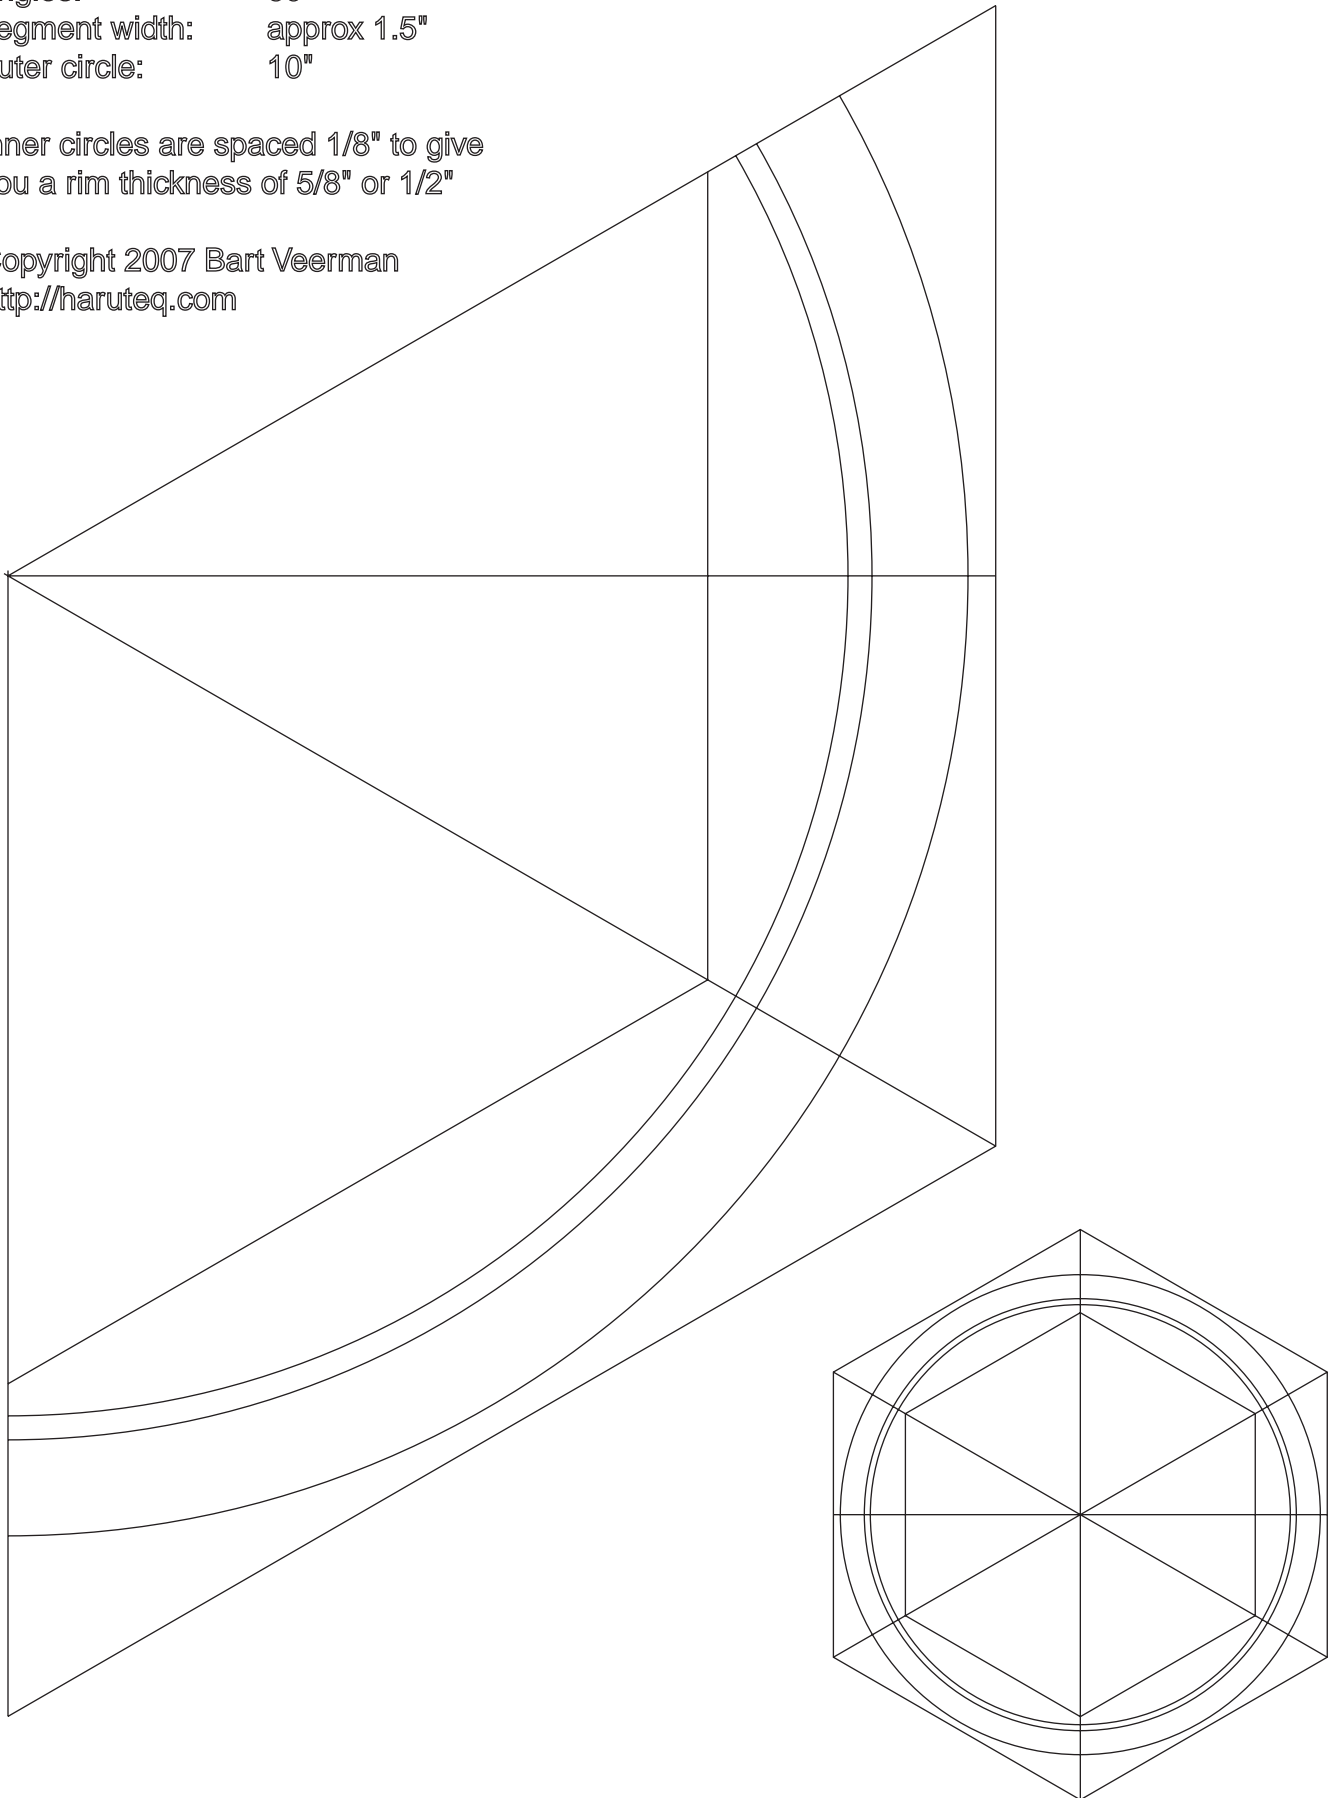 egment width: approx 1.5"
uter circle: 10"
nner circles are spaced 1/8" to give
ou a rim thickness of 5/8" or 1/2"
opyright 2007 Bart Veerman
ttp://haruteq.com